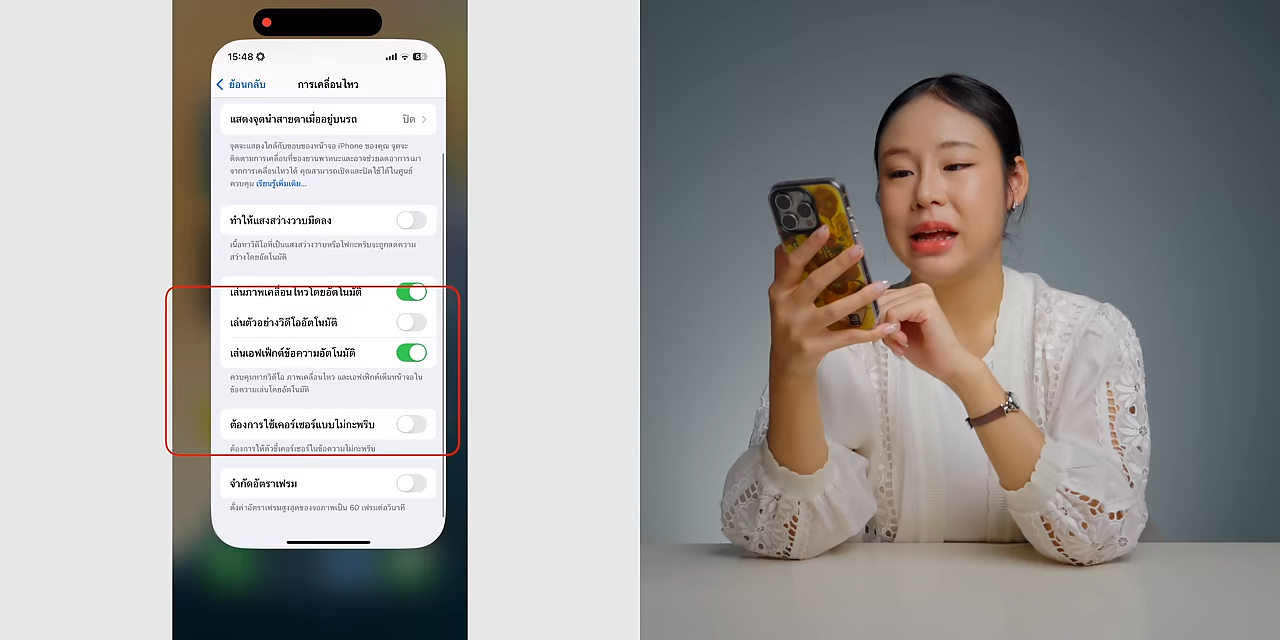 15:48
ย้อนกลับ
การเคลื่อนไหว
แสดงจุดนำสายตาเมื่ออยู่บนรถ
ปิด
จุดจะแสดงใกล้กับขอบของหน้าจอ iPhone ของคุณ จุดจะ
ติดตามการเคลื่อนที่ของยานพาหนะและอาจช่วยลดอาการเมา
จากการเคลื่อนไหวได้ คุณสามารถเปิดและปิดใช้ได้ในศูนย์
ควบคุม เรียนรู้เพิ่มเติม...
ทำให้แสงสว่างวาบมืดลง
เนื้อหาวิดีโอที่เป็นแสงสว่างวาบหรือไฟกะพริบจะถูกลดความ
สว่างโดยอัตโนมัติ
เล่นภาพเคลื่อนไหวโดยอัตโนมัติ
เล่นตัวอย่างวิดีโออัตโนมัติ
เล่นเอฟเฟ็กต์ข้อความอัตโนมัติ
ควบคุมหากวิดีโอ ภาพเคลื่อนไหว และเอฟเฟ็กต์เต็มหน้าจอใน
ข้อความเล่นโดยอัตโนมัติ
ต้องการใช้เคอร์เซอร์แบบไม่กะพริบ
ต้องการให้ตัวชี้เคอร์เซอร์ในข้อความไม่กะพริบ
จำกัดอัตราเฟรม
ตั้งค่าอัตราเฟรมสูงสุดของจอภาพเป็น 60 เฟรมต่อวินาที